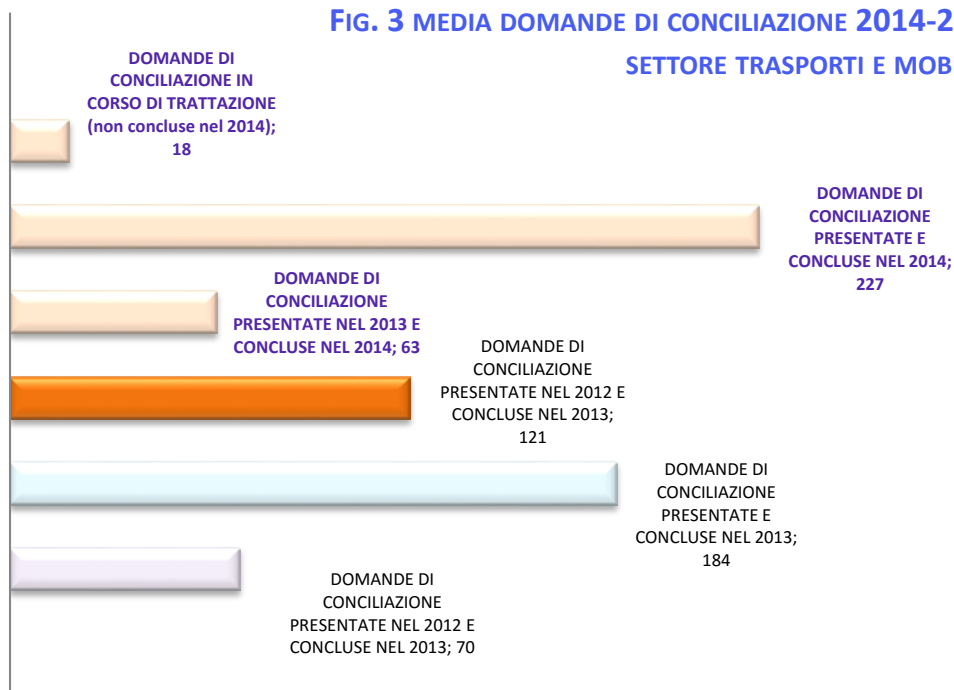 FIG. 3 MEDIA DOMANDE DI CONCILIAZIONE 2014-2
SETTORE TRASPORTI E MOB
DOMANDE DI
CONCILIAZIONE IN
CORSO DI TRATTAZIONE
(non concluse nel 2014);
18
DOMANDE DI
CONCILIAZIONE
PRESENTATE E
CONCLUSE NEL 2014;
227
DOMANDE DI
CONCILIAZIONE
PRESENTATE NEL 2013 E
CONCLUSE NEL 2014; 63
DOMANDE DI
CONCILIAZIONE
PRESENTATE NEL 2012 E
CONCLUSE NEL 2013;
121
DOMANDE DI
CONCILIAZIONE
PRESENTATE E
CONCLUSE NEL 2013;
184
DOMANDE DI
CONCILIAZIONE
PRESENTATE NEL 2012 E
CONCLUSE NEL 2013; 70